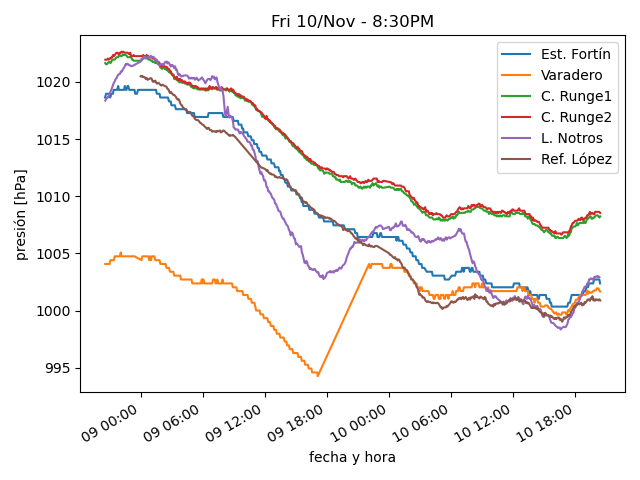 Fri 10/Nov - 8:30PM
Est. Fortín
Varadero
C. Runge1
C. Runge2
L. Notros
Ref. López
presión [hPa]
1020
1015
1010
1005
1000
995
09 00:00
09 06:00
09 12:00
09 18:00
10 00:00
10 06:00
10 12:00
10 18:00
fecha y hora